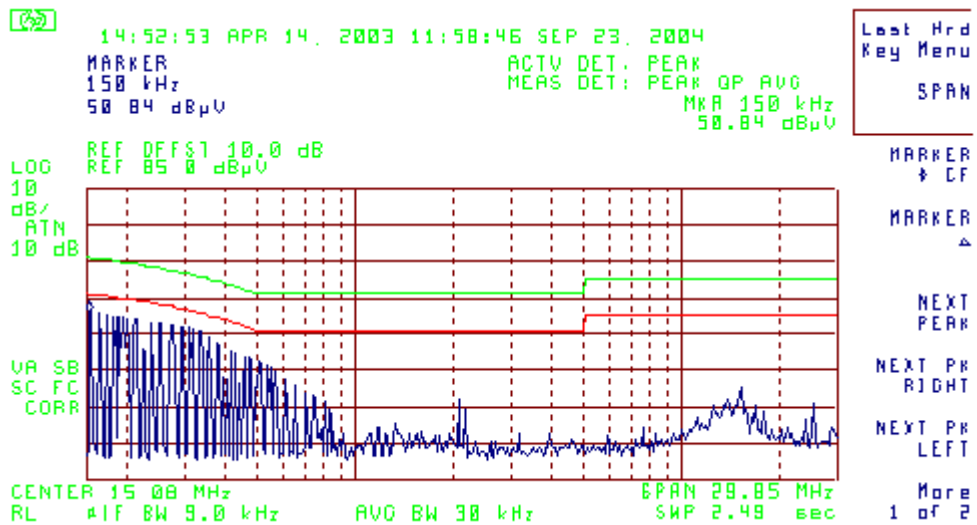 14:52:53 APR 14, 2003 11:58:46 SEP 23, 2004
MARKER
150 kHz
50 84 dBµV
ACTV DET: PEAK
MEAS DET: PEAK QP AVG
MKR 150 kHz
50.84 dBµV
REF OFFST 10.0 dB
REF 85 0 dBµV
LOG
10
dB/
ATN
10 dB
VA SB
SC FC
CORR
CENTER 15 08 MHz
SPAN 29.85 MHz
RL #IF BW 9.0 kHz
AVG BW 30 kHz
SWP 2.49 sec
Last Hrd
Key Menu
SPAN
MARKER
CF
MARKER
Δ
NEXT
PEAK
NEXT PK
RIGHT
NEXT PK
LEFT
More
1 of 2